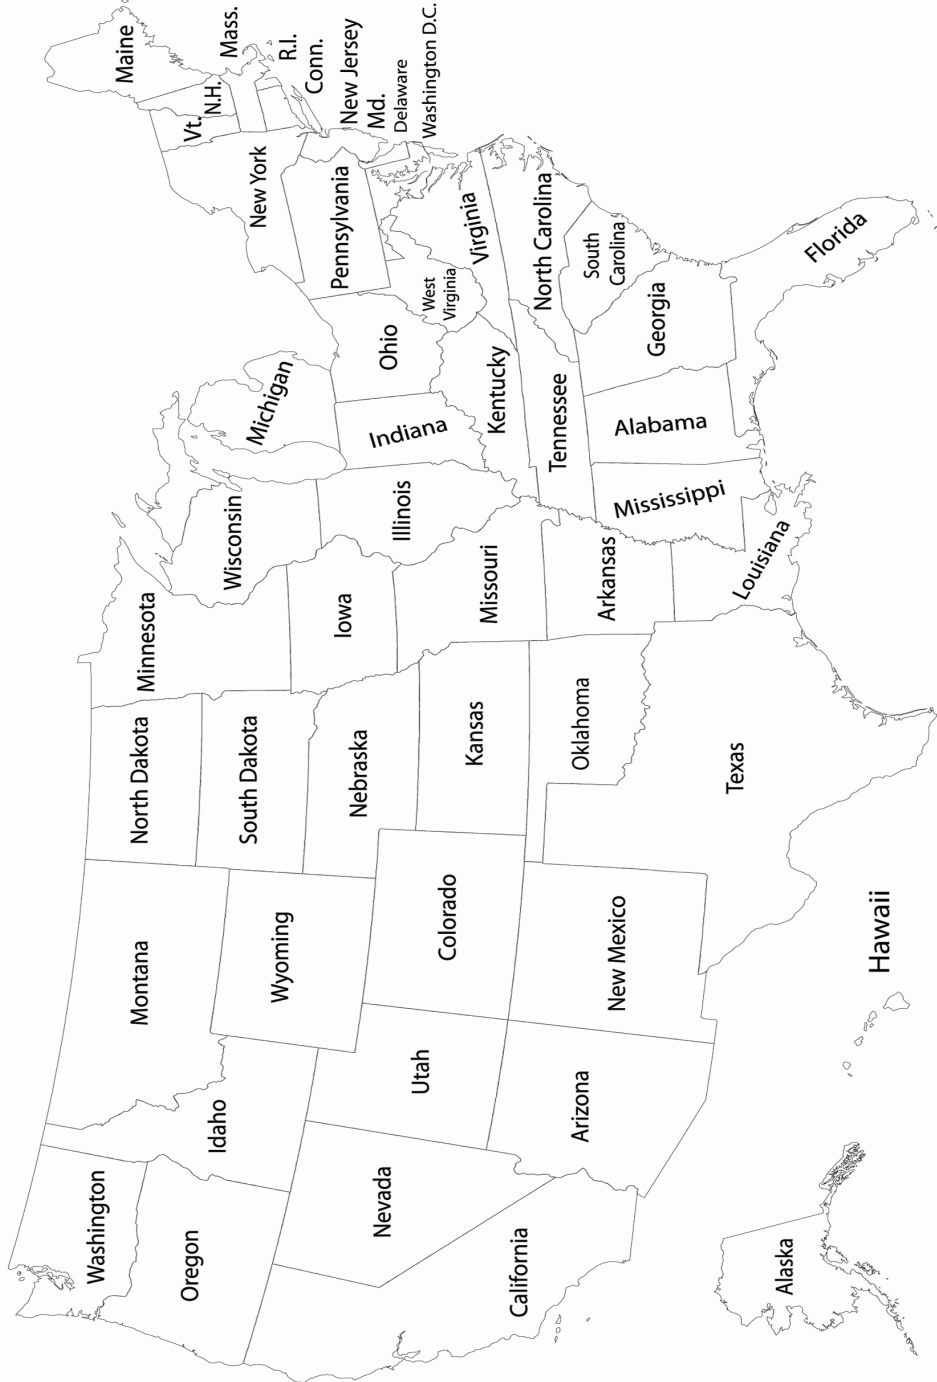 Washington
Oregon
California
Nevada
Idaho
Montana
Wyoming
Utah
Arizona
Colorado
New Mexico
North Dakota
South Dakota
Nebraska
Kansas
Oklahoma
Texas
Minnesota
Iowa
Missouri
Arkansas
Louisiana
Wisconsin
Illinois
Michigan
Indiana
Ohio
Kentucky
Tennessee
Mississippi
Alabama
Georgia
Florida
South
Carolina
North Carolina
Virginia
West
Virginia
Pennsylvania
New York
Vt.
N.H.
Maine
Mass.
R.I.
Conn.
New Jersey
Md.
Delaware
Washington D.C.
Alaska
Hawaii